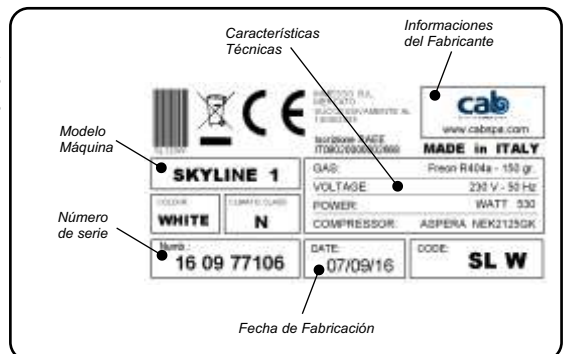 Características
Técnicas
Informaciones
del Fabricante
Modelo
Máquina
Número
de serie
Fecha de Fabricación
CE
cab
www.cabspa.com
MADE in ITALY
SKYLINE 1
COLOUR
WHITE
CLIMATIC CLASS
N
GAS: Freon R404a - 150 gr.
VOLTAGE 230 V - 50 Hz
POWER: WATT 530
COMPRESSOR: ASPERA NEK2125GK
Numb.:
16 09 77106
DATE:
07/09/16
CODE:
SL W